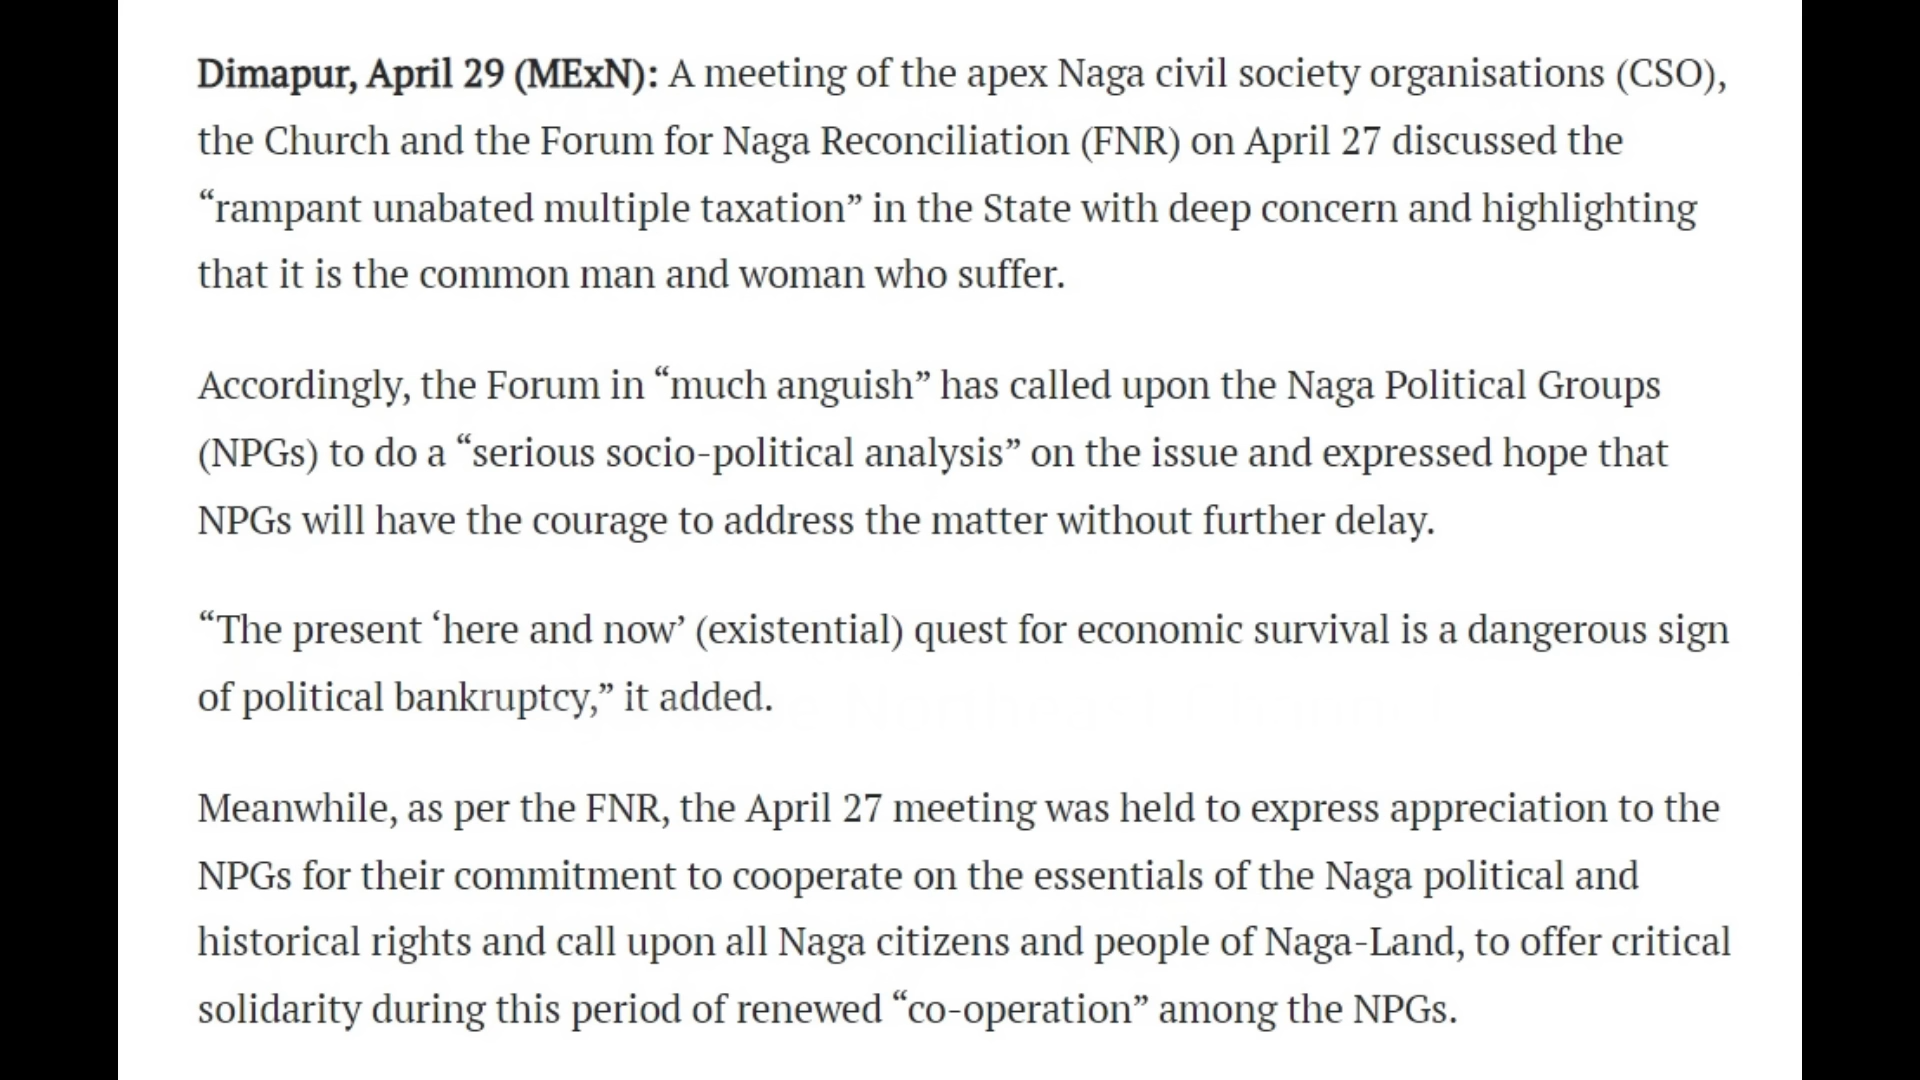 Dimapur, April 29 (MExN): A meeting of the apex Naga civil society organisations (CSO),
the Church and the Forum for Naga Reconciliation (FNR) on April 27 discussed the
“rampant unabated multiple taxation” in the State with deep concern and highlighting
that it is the common man and woman who suffer.
Accordingly, the Forum in “much anguish” has called upon the Naga Political Groups
(NPGs) to do a “serious socio-political analysis” on the issue and expressed hope that
NPGs will have the courage to address the matter without further delay.
“The present ‘here and now’ (existential) quest for economic survival is a dangerous sign
of political bankruptcy,” it added.
Meanwhile, as per the FNR, the April 27 meeting was held to express appreciation to the
NPGs for their commitment to cooperate on the essentials of the Naga political and
historical rights and call upon all Naga citizens and people of Naga-Land, to offer critical
solidarity during this period of renewed “co-operation” among the NPGs.